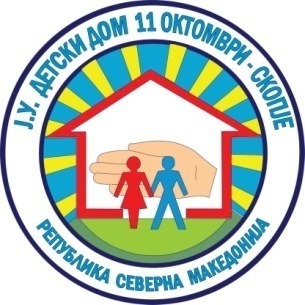 Ј.У. ДЕТСКИ ДОМ 11 ОКТОМВРИ - СКОПЈЕ
РЕПУБЛИКА СЕВЕРНА МАКЕДОНИЈА